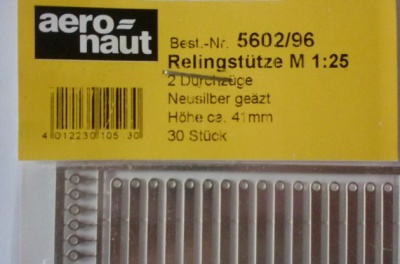 aero
naut
Best.-Nr. 5602/96
Relingstütze M 1:25
2 Durchzüge
Neusilber geäzt
Höhe ca. 41mm
30 Stück
4 012230 105 30